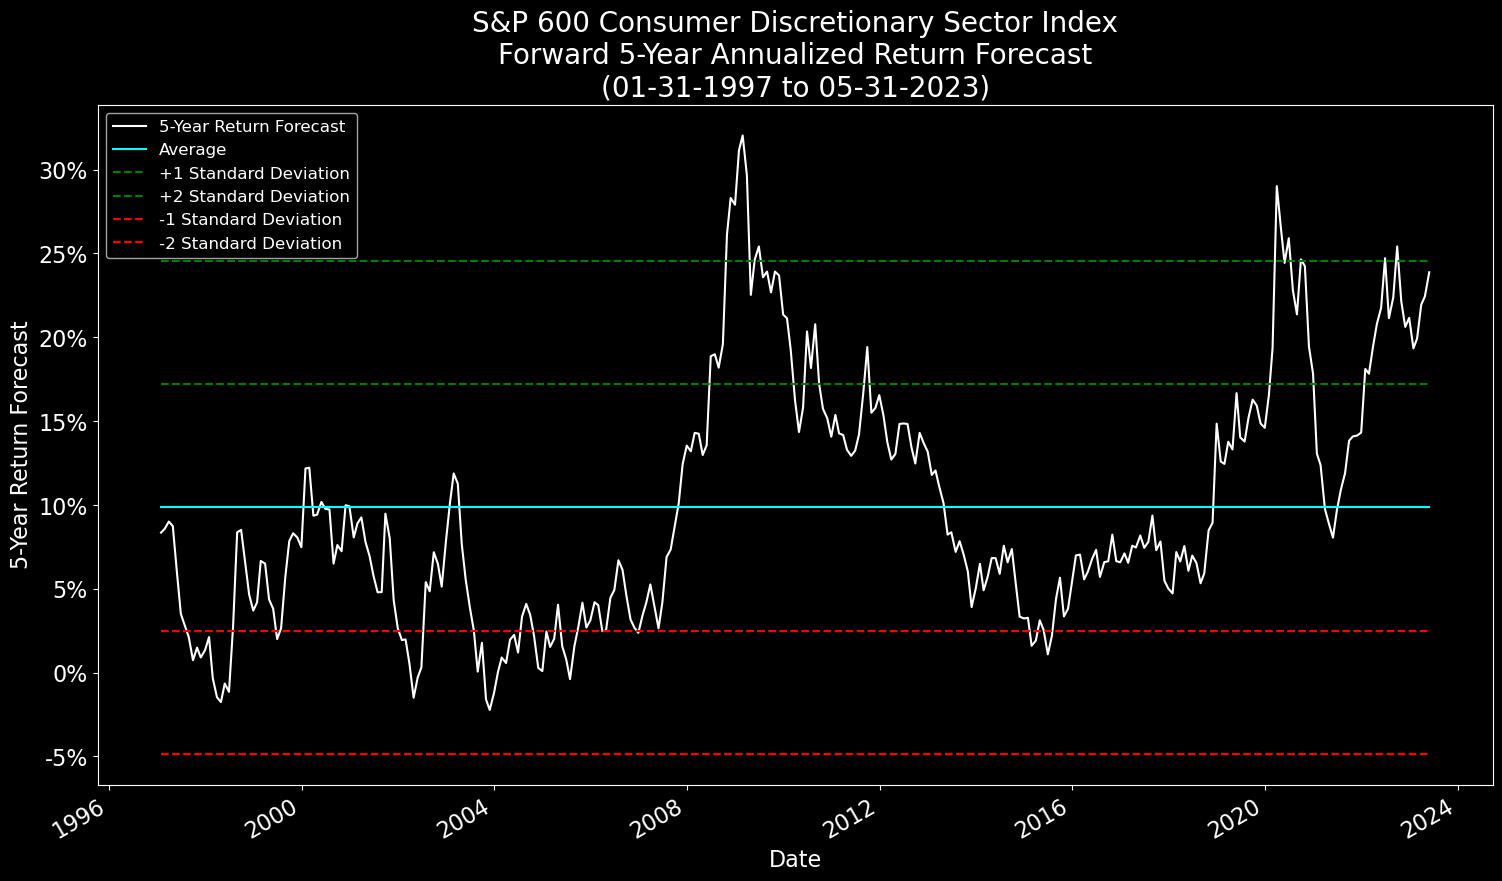 S&P 600 Consumer Discretionary Sector Index
Forward 5-Year Annualized Return Forecast
(01-31-1997 to 05-31-2023)
5-Year Return Forecast
Average
+1 Standard Deviation
+2 Standard Deviation
-1 Standard Deviation
-2 Standard Deviation
5-Year Return Forecast
30%
25%
20%
15%
10%
5%
0%
-5%
1996
2000
2004
2008
2012
2016
2020
2024
Date